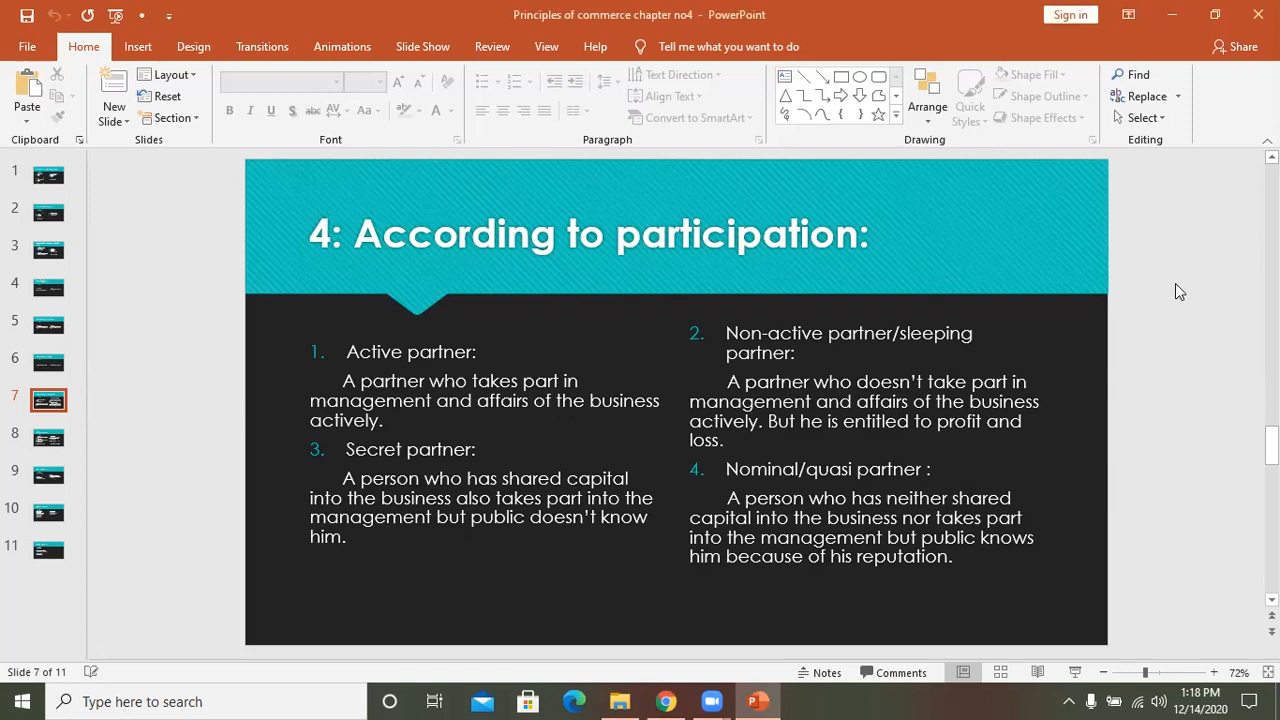 Principles of commerce chapter no4 - PowerPoint
Sign in
File Home Insert Design Transitions Animations Slide Show Review View Help Tell me what you want to do Share
Paste
New Slide
Layout
Reset
Section
B I U S abc AV Aa A
Text Direction
Align Text
Convert to SmartArt
Arrange
Quick Styles
Shape Fill
Shape Outline
Shape Effects
Find
Replace
Select
Clipboard Slides Font Paragraph Drawing Editing
1
2
3
4
5
6
7
8
9
10
11
4: According to participation:
1. Active partner:
A partner who takes part in
management and affairs of the business
actively.
3. Secret partner:
A person who has shared capital
into the business also takes part into the
management but public doesn't know
him.
2. Non-active partner/sleeping
partner:
A partner who doesn't take part in
management and affairs of the business
actively. But he is entitled to profit and
loss.
4. Nominal/quasi partner :
A person who has neither shared
capital into the business nor takes part
into the management but public knows
him because of his reputation.
Slide 7 of 11
Notes Comments 72%
Type here to search
1:18 PM
12/14/2020